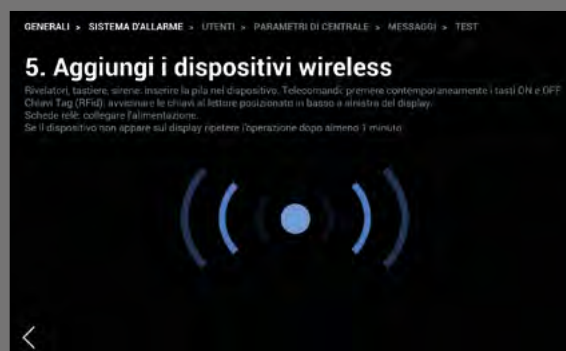 GENERALI > SISTEMA D'ALLARME > UTENTI > PARAMETRI DI CENTRALE > MESSAGGI > TEST
5. Aggiungi i dispositivi wireless
Rivelatori, tastiere, sirene: inserire la pila nel dispositivo. Telecomandi: premere contemporaneamente i tasti ON e OFF
Chiavi Tag (RFid): avvicinare le chiavi al lettore posizionato in basso a sinistra del display.
Schede relè: collegare l'alimentazione.
Se il dispositivo non appare sul display ripetere l'operazione dopo almeno 1 minuto